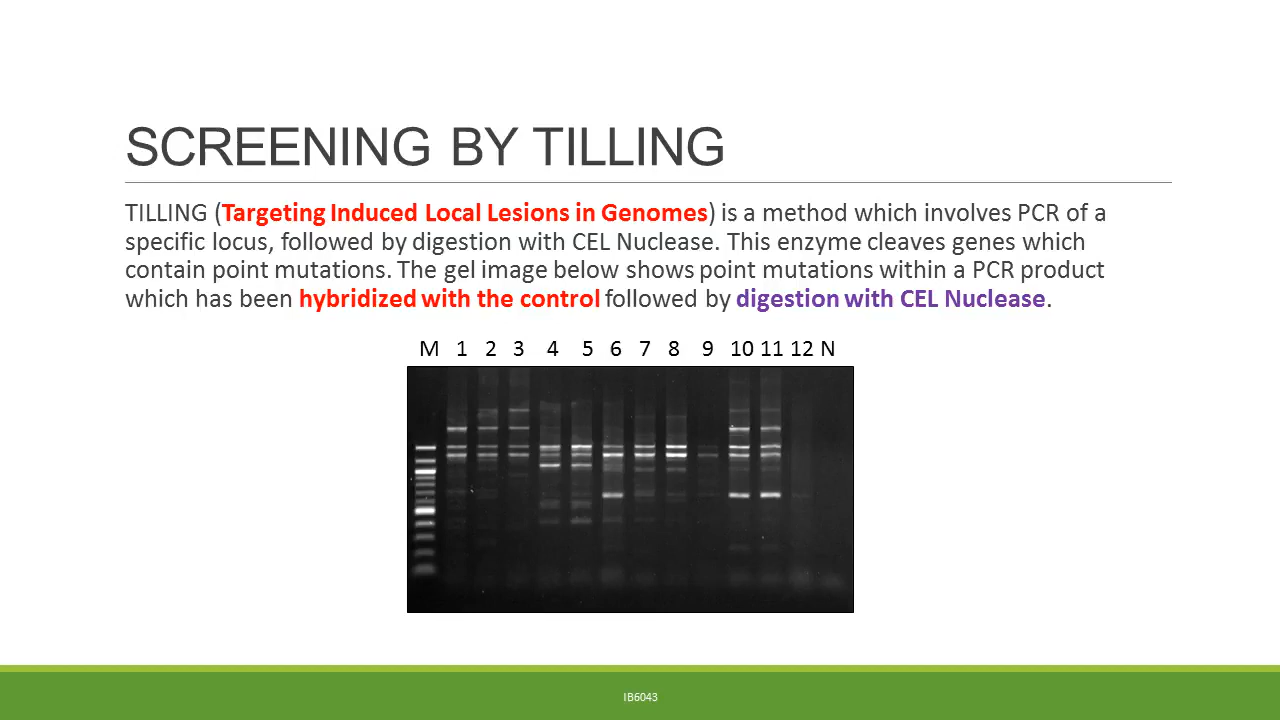 SCREENING BY TILLING
TILLING (Targeting Induced Local Lesions in Genomes) is a method which involves PCR of a
specific locus, followed by digestion with CEL Nuclease. This enzyme cleaves genes which
contain point mutations. The gel image below shows point mutations within a PCR product
which has been hybridized with the control followed by digestion with CEL Nuclease.
M 1 2 3 4 5 6 7 8 9 10 11 12 N
IB6043